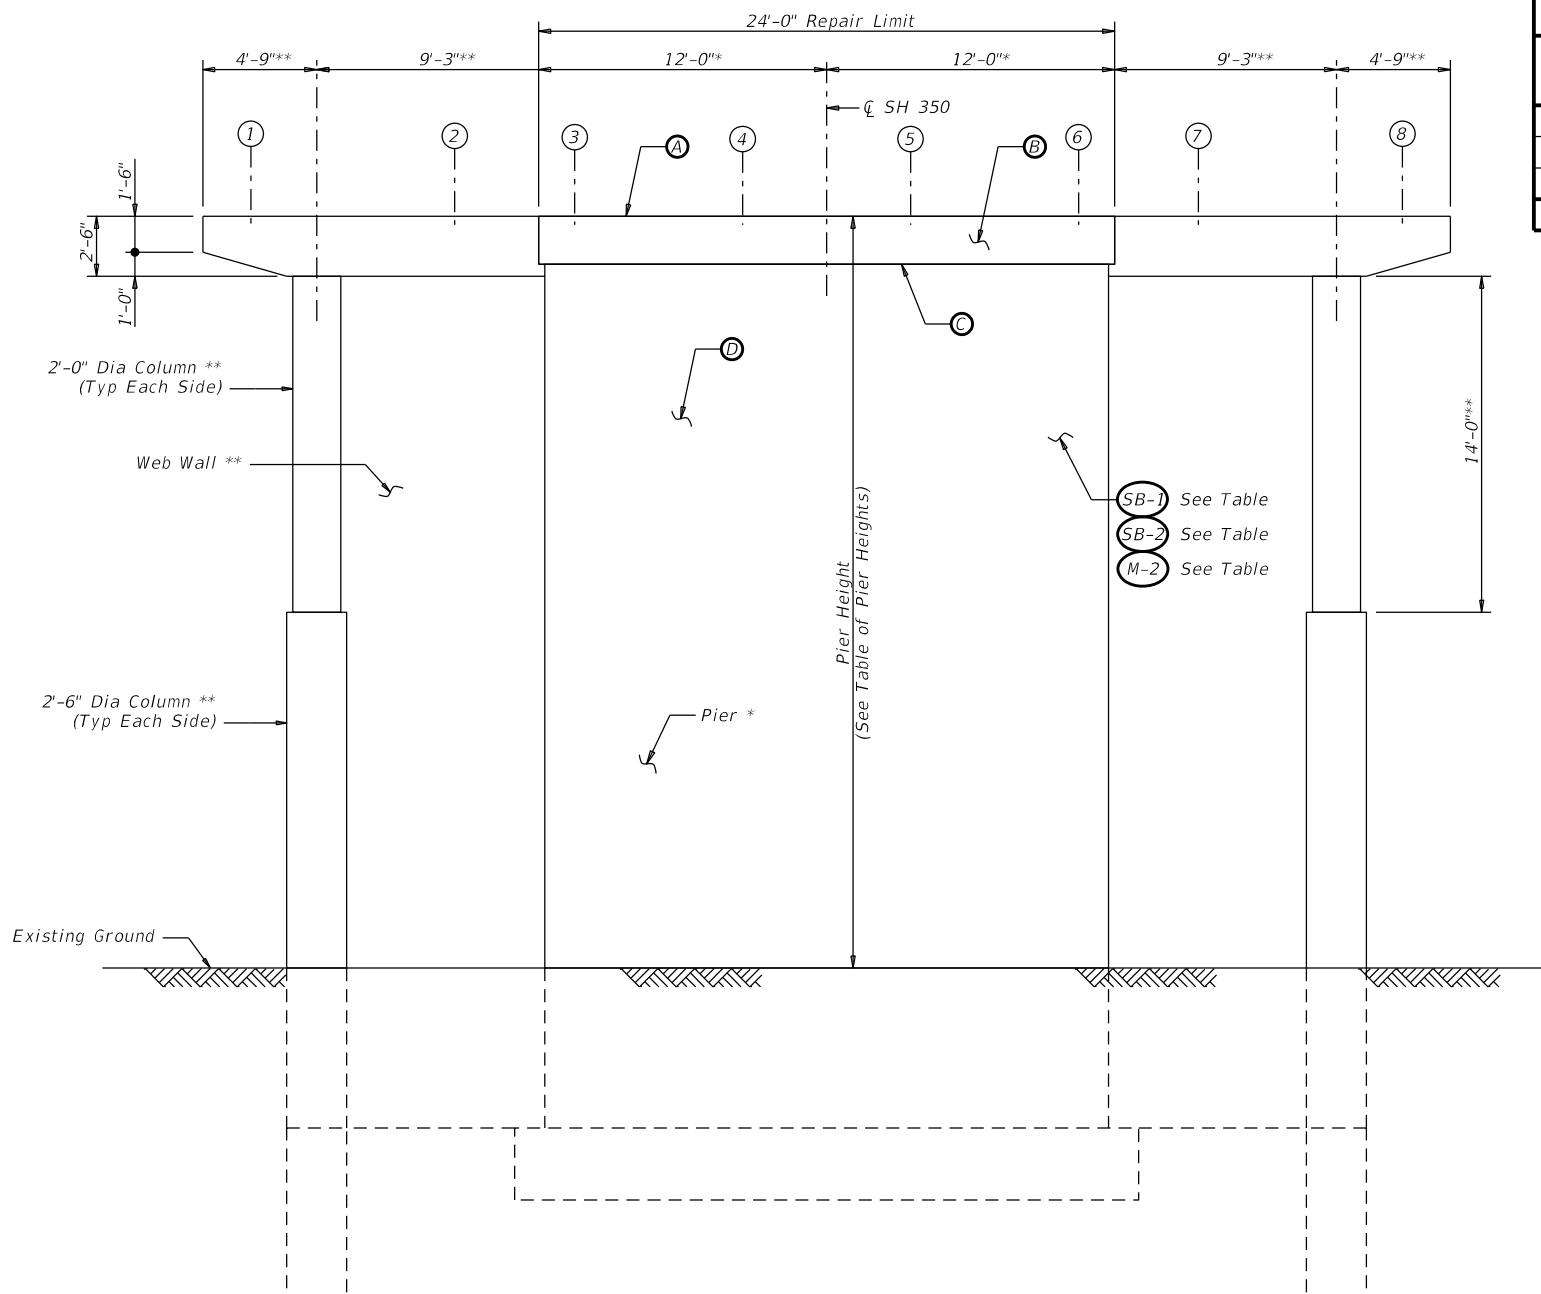 24'-0" Repair Limit
4'-9"**
9'-3"**
12'-0"*
12'-0"*
9'-3"**
4'-9"**
℄ SH 350
1
2
3
4
5
6
7
8
A
B
1'-6"
2'-6"
1'-0"
C
D
2'-0" Dia Column **
(Typ Each Side)
Web Wall **
14'-0"**
SB-1 See Table
SB-2 See Table
M-2 See Table
Pier Height
(See Table of Pier Heights)
2'-6" Dia Column **
(Typ Each Side)
Pier *
Existing Ground